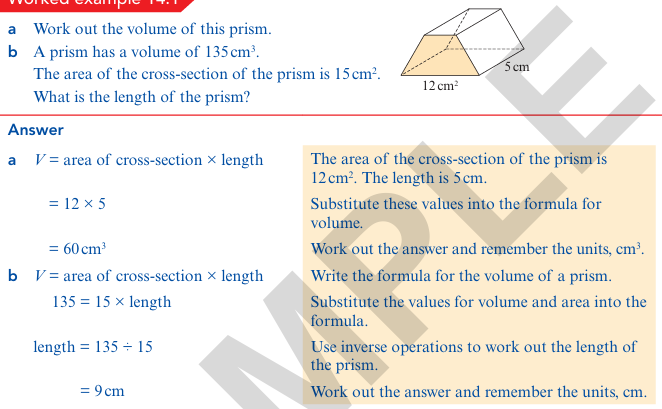 Worked example 14.1
a Work out the volume of this prism.
b A prism has a volume of 135 cm³.
The area of the cross-section of the prism is 15 cm².
What is the length of the prism?
5 cm
12 cm²
Answer
a V = area of cross-section × length
The area of the cross-section of the prism is
12 cm². The length is 5 cm.
= 12 × 5
Substitute these values into the formula for
volume.
= 60 cm³
Work out the answer and remember the units, cm³.
b V = area of cross-section × length
Write the formula for the volume of a prism.
135 = 15 × length
Substitute the values for volume and area into the
formula.
length = 135 ÷ 15
Use inverse operations to work out the length of
the prism.
= 9 cm
Work out the answer and remember the units, cm.
MPLE